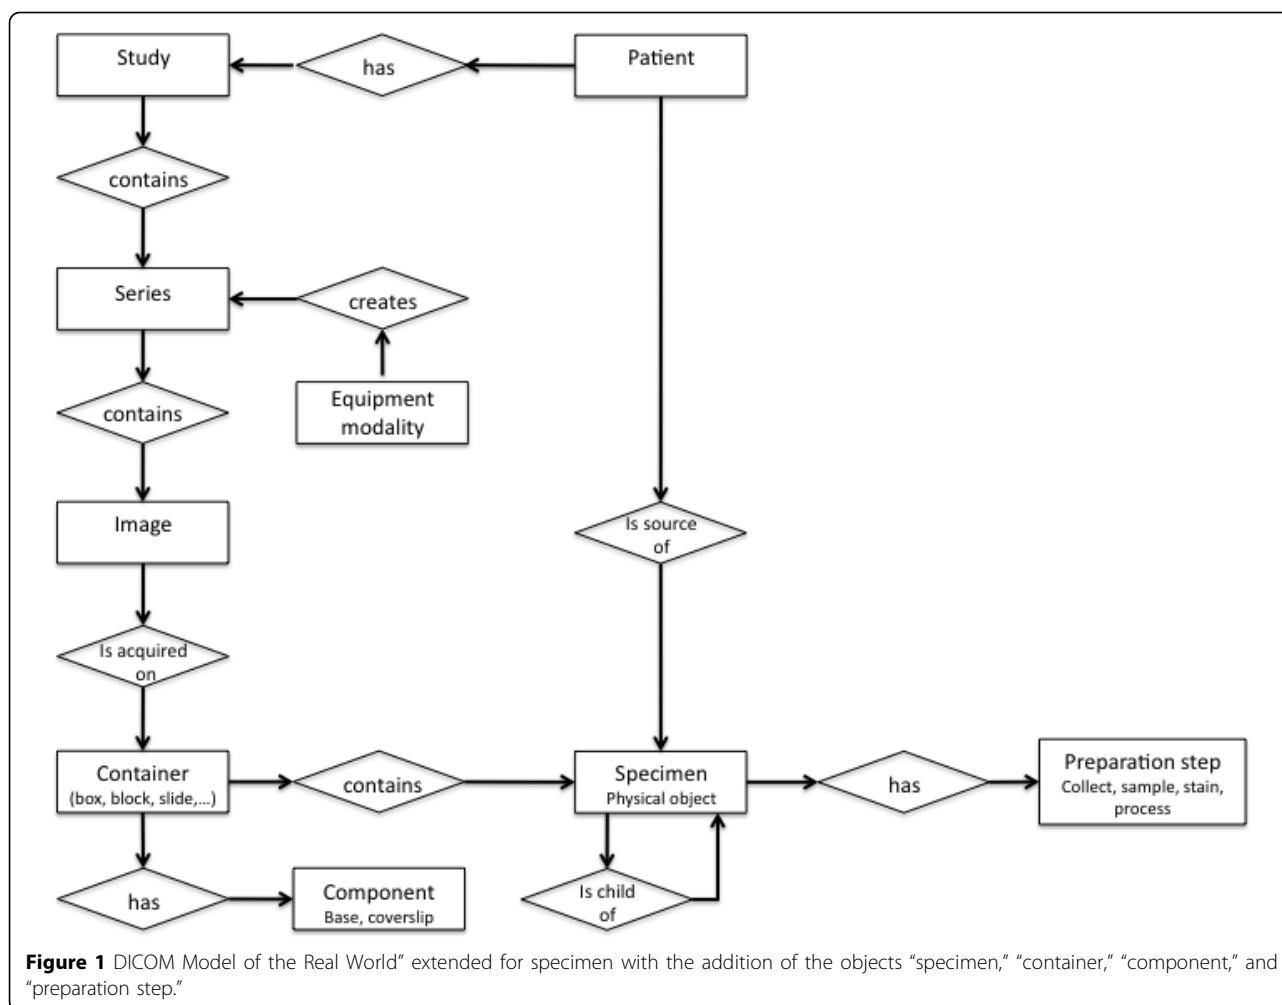 Study
has
Patient
contains
Series
creates
Equipment
modality
contains
Image
Is source
of
Is acquired
on
Container
(box, block, slide,...)
contains
Specimen
Physical object
has
Preparation step
Collect, sample, stain,
process
has
Component
Base, coverslip
Is child
of
Figure 1 DICOM Model of the Real World” extended for specimen with the addition of the objects “specimen,” “container,” “component,” and
“preparation step.”